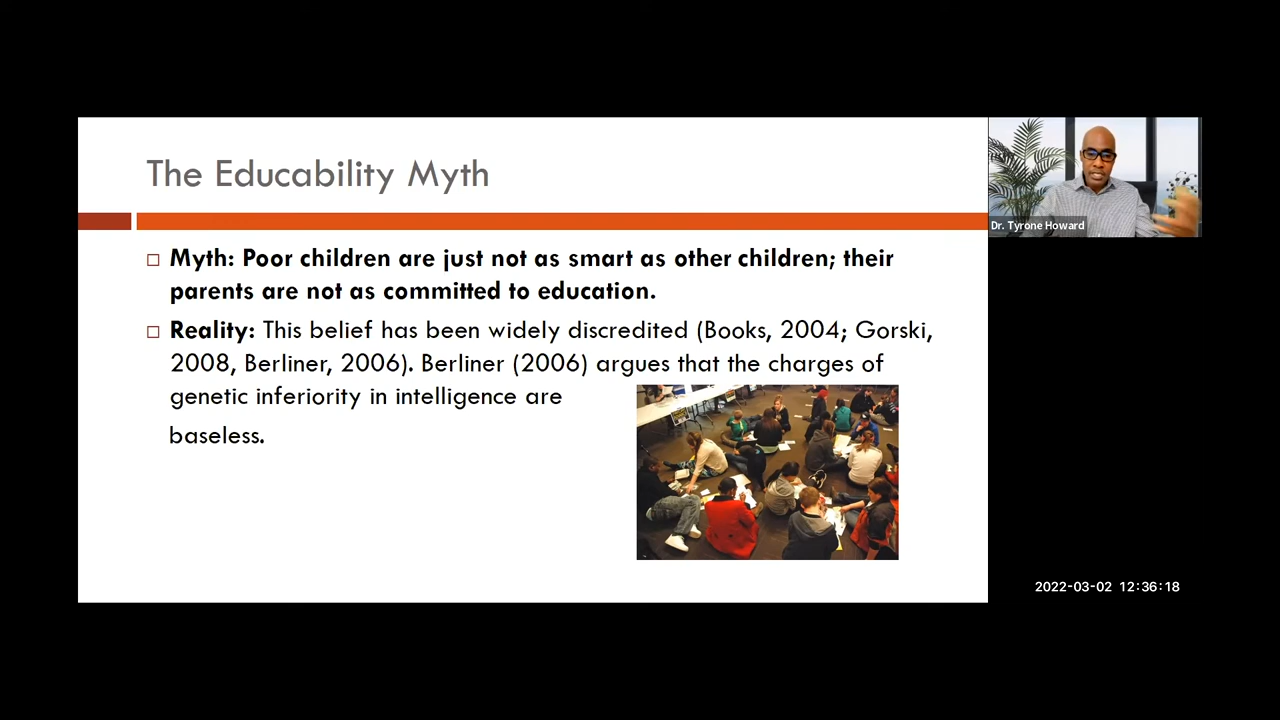 The Educability Myth
Myth: Poor children are just not as smart as other children; their
parents are not as committed to education.
Reality: This belief has been widely discredited (Books, 2004; Gorski,
2008, Berliner, 2006). Berliner (2006) argues that the charges of
genetic inferiority in intelligence are
baseless.
Dr. Tyrone Howard
2022-03-02 12:36:18